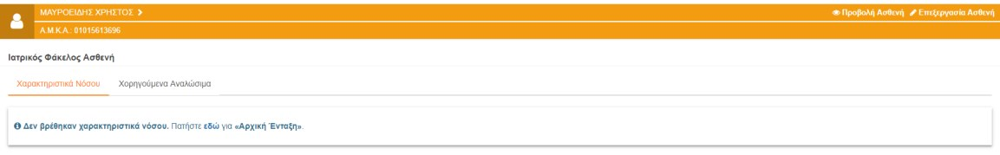 ΜΑΥΡΟΕΙΔΗΣ ΧΡΗΣΤΟΣ
Προβολή Ασθενή Επεξεργασία Ασθενή
Α.Μ.Κ.Α.: 01015613696
Ιατρικός Φάκελος Ασθενή
Χαρακτηριστικά Νόσου Χορηγούμενα Αναλώσιμα
Δεν βρέθηκαν χαρακτηριστικά νόσου. Πατήστε εδώ για «Αρχική Ένταξη».